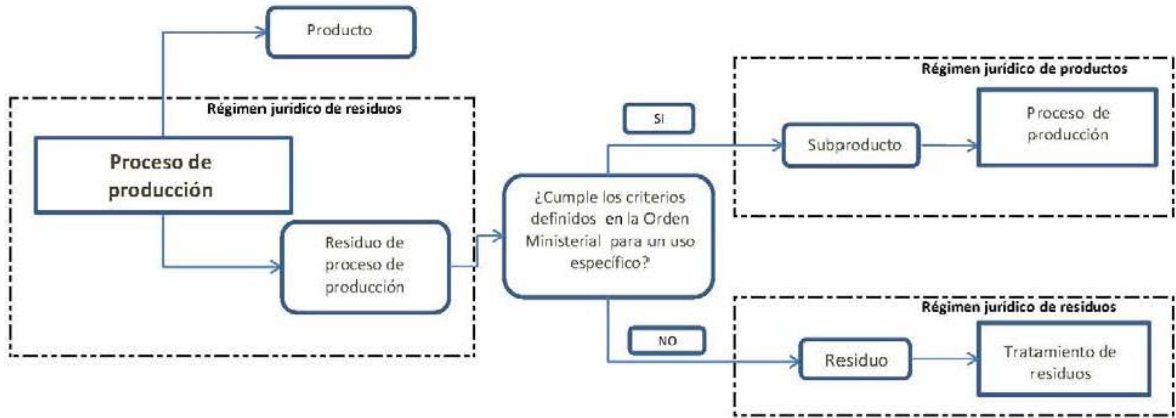 Producto
Régimen jurídico de residuos
Proceso de
producción
Residuo de
proceso de
producción
¿Cumple los criterios
definidos en la Orden
Ministerial para un uso
específico?
SI
Régimen jurídico de productos
Subproducto
Proceso de
producción
NO
Régimen jurídico de residuos
Residuo
Tratamiento de
residuos